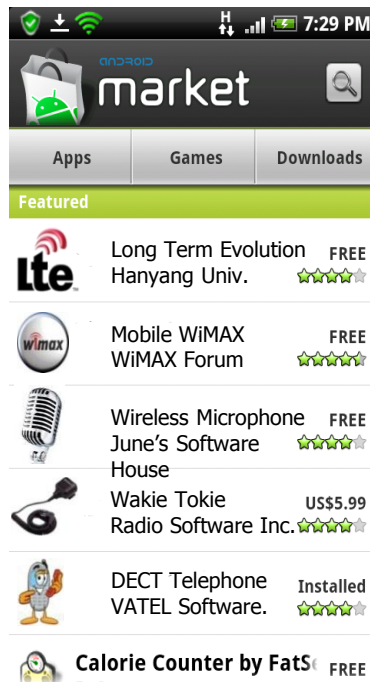 H
7:29 PM
ANDROID
market
Apps Games Downloads
Featured
Lte
Long Term Evolution FREE
Hanyang Univ.
wimax
Mobile WiMAX FREE
WiMAX Forum
Wireless Microphone FREE
June's Software
House
Wakie Tokie US$5.99
Radio Software Inc.
DECT Telephone Installed
VATEL Software.
Calorie Counter by FatS FREE